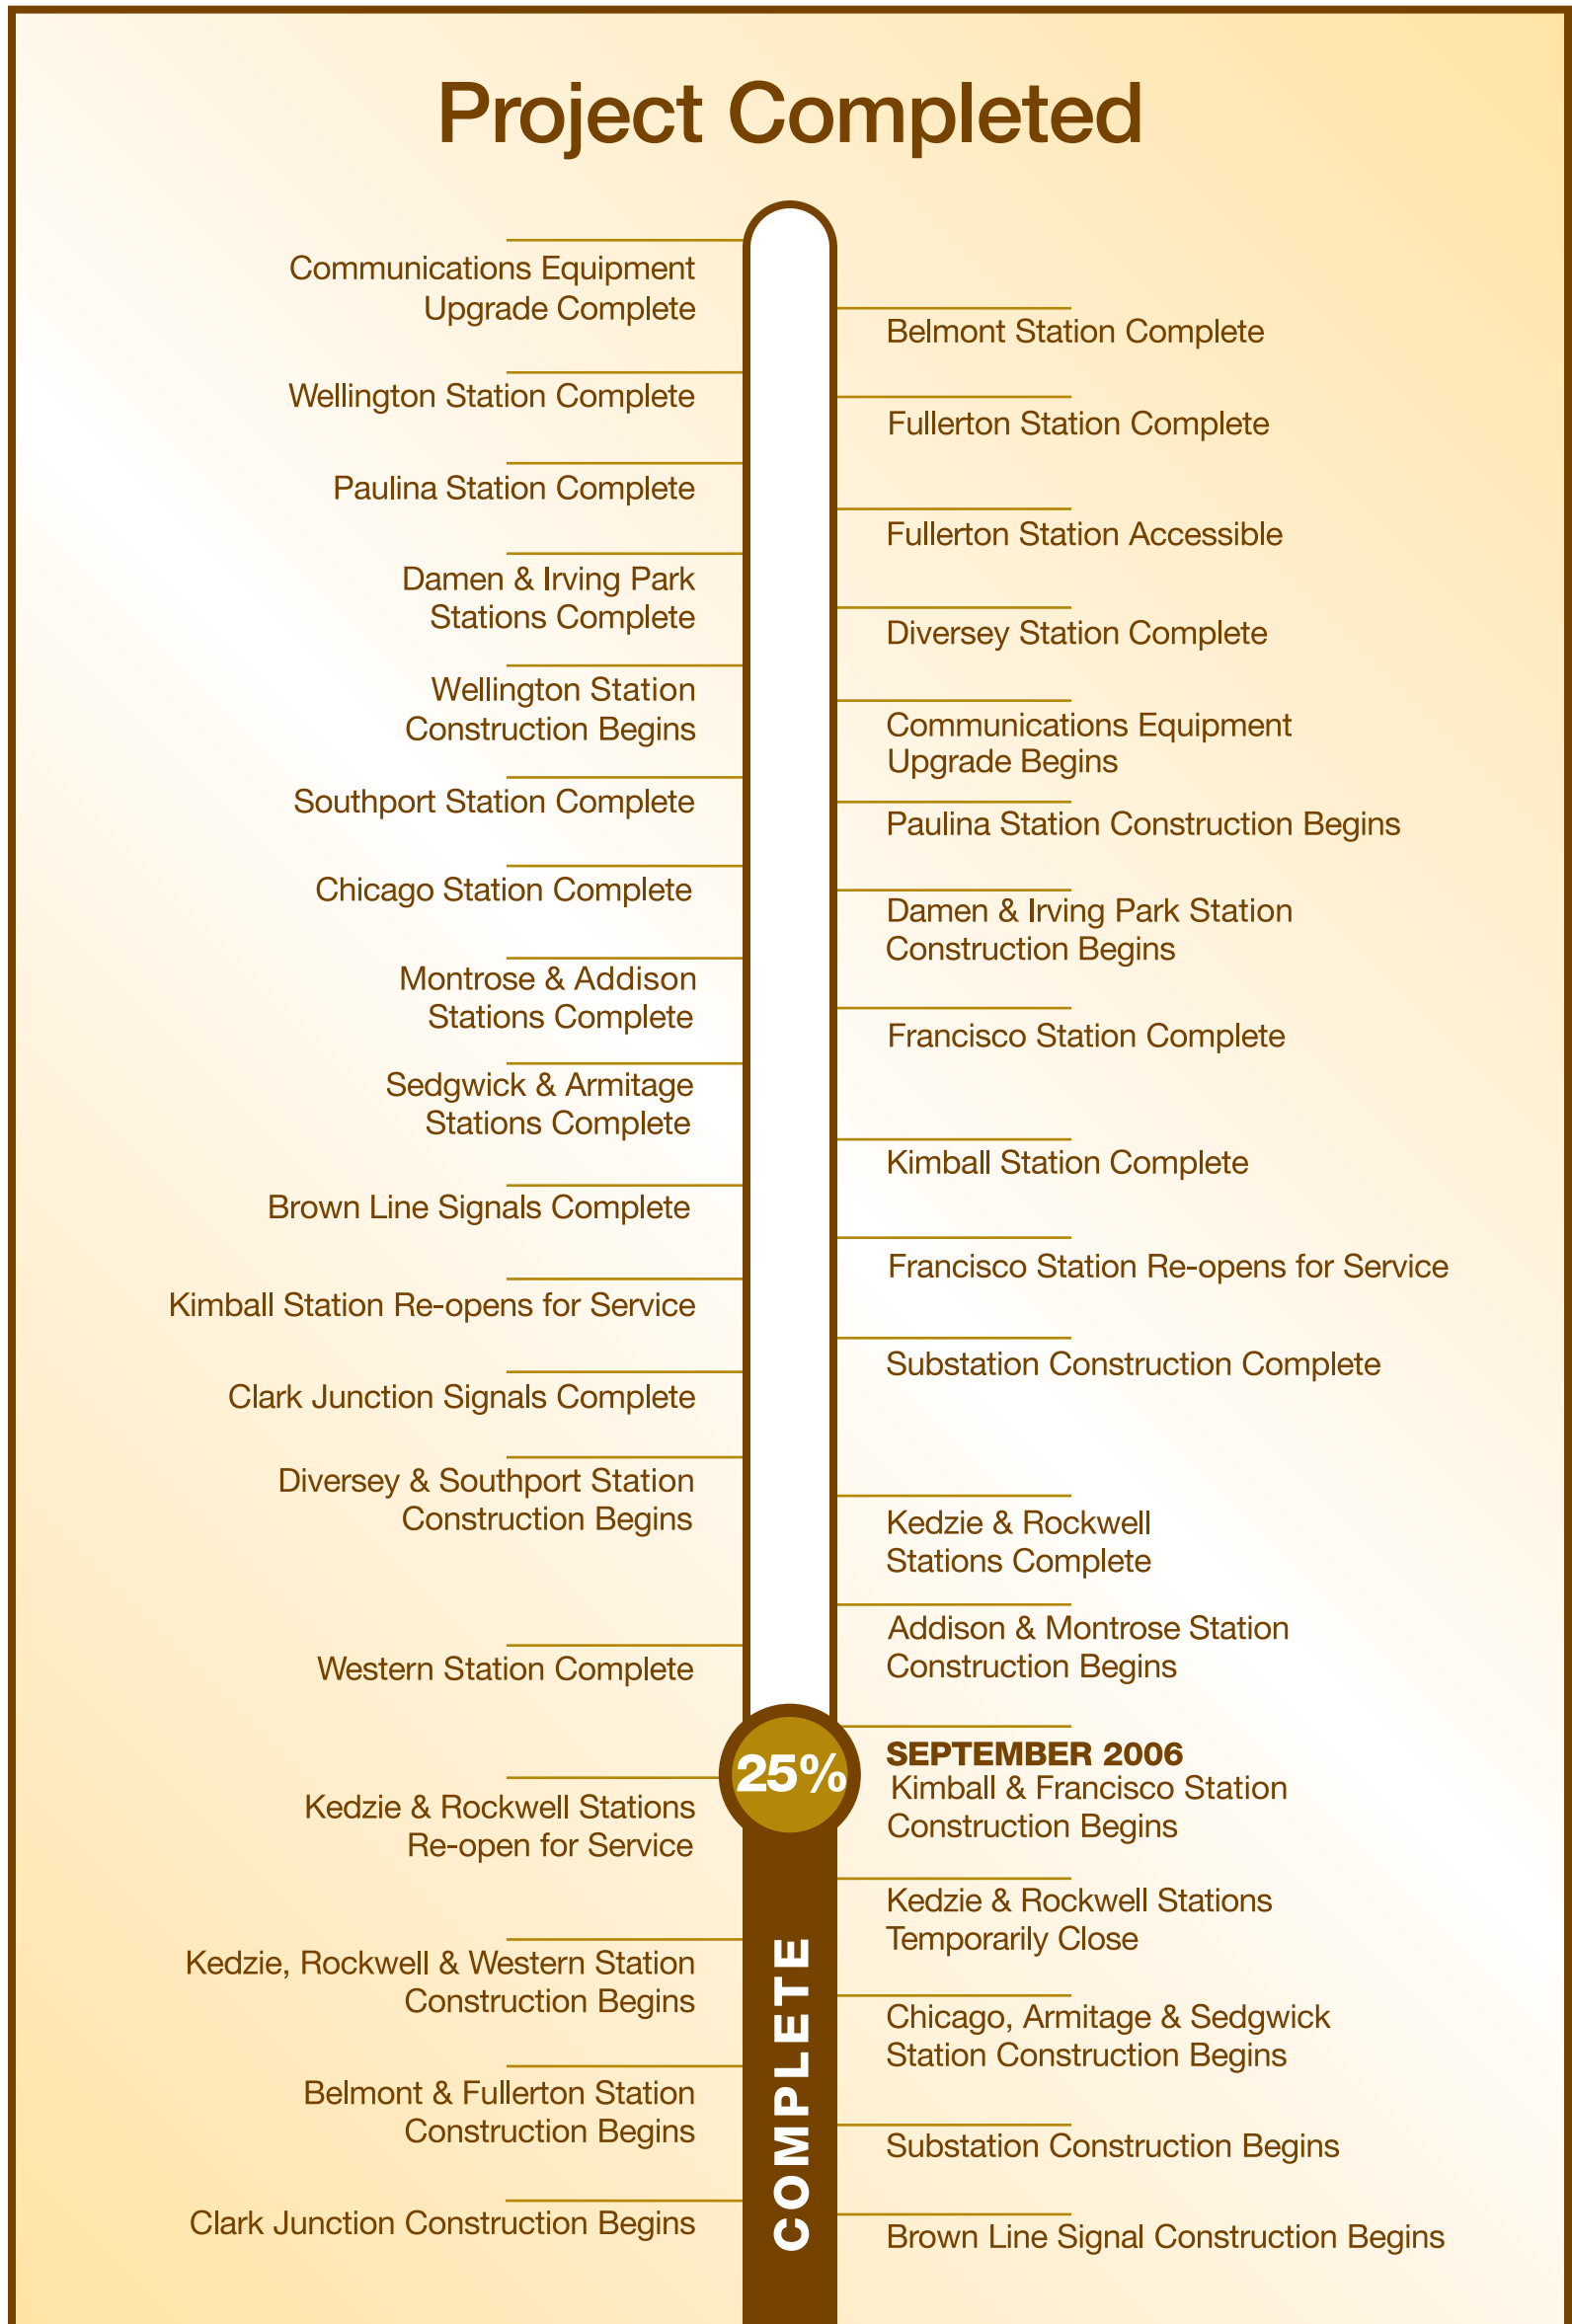 Project Completed
Communications Equipment
Upgrade Complete
Belmont Station Complete
Wellington Station Complete
Fullerton Station Complete
Paulina Station Complete
Fullerton Station Accessible
Damen & Irving Park
Stations Complete
Diversey Station Complete
Wellington Station
Construction Begins
Communications Equipment
Upgrade Begins
Southport Station Complete
Paulina Station Construction Begins
Chicago Station Complete
Damen & Irving Park Station
Construction Begins
Montrose & Addison
Stations Complete
Francisco Station Complete
Sedgwick & Armitage
Stations Complete
Kimball Station Complete
Brown Line Signals Complete
Francisco Station Re-opens for Service
Kimball Station Re-opens for Service
Substation Construction Complete
Clark Junction Signals Complete
Diversey & Southport Station
Construction Begins
Kedzie & Rockwell
Stations Complete
Addison & Montrose Station
Construction Begins
Western Station Complete
25%
SEPTEMBER 2006
Kimball & Francisco Station
Construction Begins
Kedzie & Rockwell Stations
Re-open for Service
Kedzie & Rockwell Stations
Temporarily Close
Kedzie, Rockwell & Western Station
Construction Begins
Chicago, Armitage & Sedgwick
Station Construction Begins
Belmont & Fullerton Station
Construction Begins
Substation Construction Begins
Clark Junction Construction Begins
Brown Line Signal Construction Begins
COMPLETE